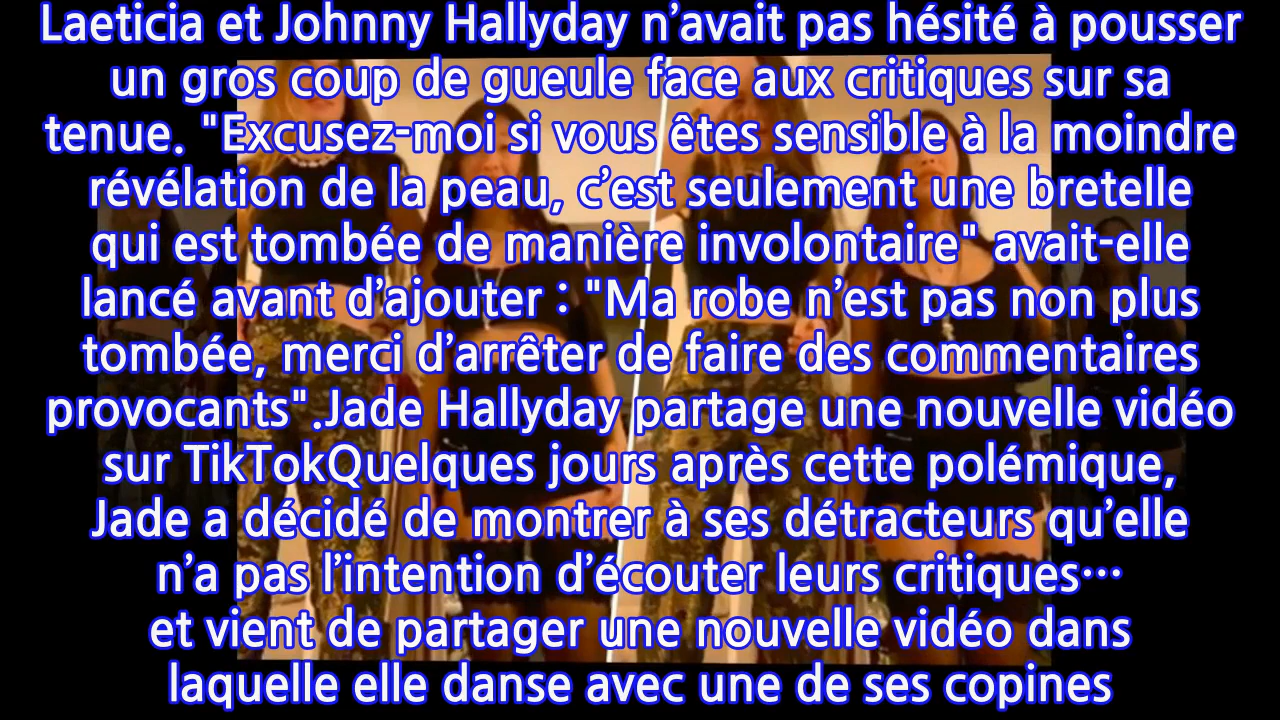 Laeticia et Johnny Hallyday n’avait pas hésité à pousser
un gros coup de gueule face aux critiques sur sa
tenue. "Excusez-moi si vous êtes sensible à la moindre
révélation de la peau, c’est seulement une bretelle
qui est tombée de manière involontaire" avait-elle
lancé avant d’ajouter : "Ma robe n’est pas non plus
tombée, merci d’arrêter de faire des commentaires
provocants".Jade Hallyday partage une nouvelle vidéo
sur TikTokQuelques jours après cette polémique,
Jade a décidé de montrer à ses détracteurs qu’elle
n’a pas l’intention d’écouter leurs critiques…
et vient de partager une nouvelle vidéo dans
laquelle elle danse avec une de ses copines